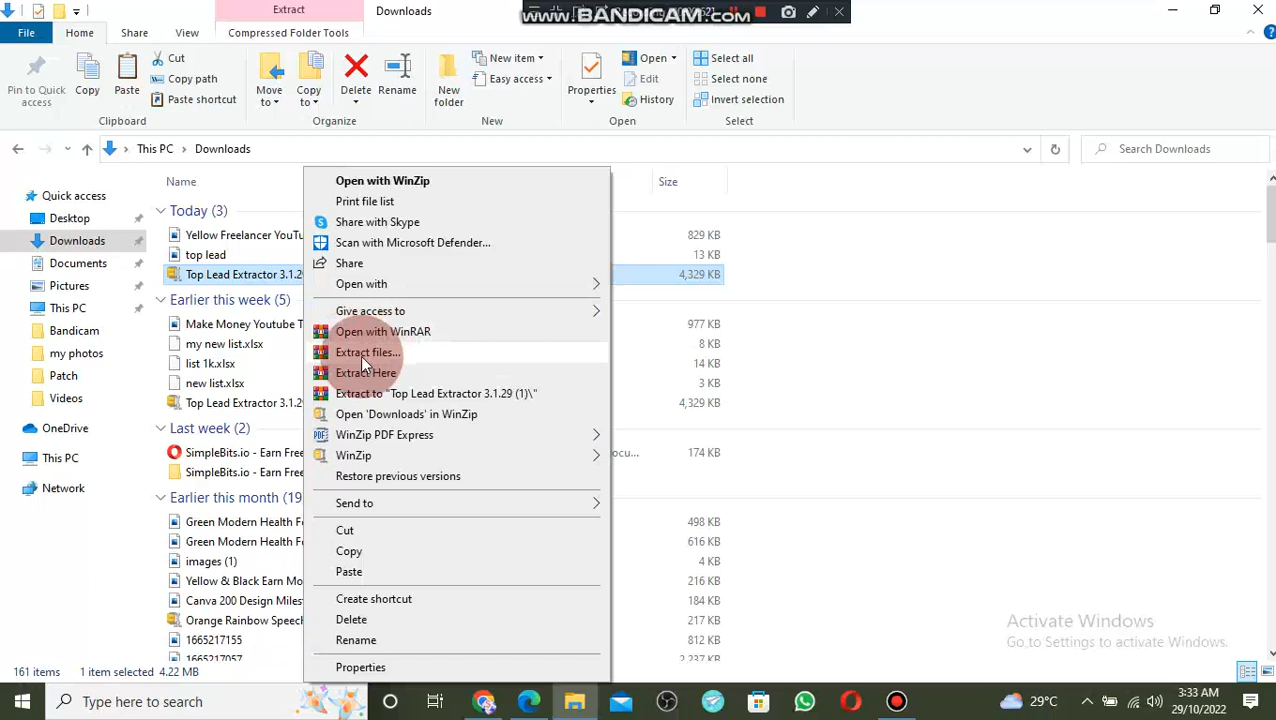 Extract
Downloads
www.BANDICAM.com
File
Home
Share
View
Compressed Folder Tools
Pin to Quick access
Copy
Paste
Cut
Copy path
Paste shortcut
Clipboard
Move to
Copy to
Delete
Rename
Organize
New folder
New item
Easy access
New
Properties
Open
Edit
History
Open
Select all
Select none
Invert selection
Select
This PC
Downloads
Search Downloads
Name
Size
Quick access
Desktop
Downloads
Documents
Pictures
This PC
Bandicam
my photos
Patch
Videos
OneDrive
This PC
Network
Today (3)
Yellow Freelancer YouTu
829 KB
top lead
13 KB
Top Lead Extractor 3.1.29
4,329 KB
Earlier this week (5)
Make Money Youtube T
977 KB
my new list.xlsx
8 KB
list 1k.xlsx
14 KB
new list.xlsx
3 KB
Top Lead Extractor 3.1.29
4,329 KB
Last week (2)
SimpleBits.io - Earn Free
ocu...
174 KB
SimpleBits.io - Earn Free
Earlier this month (19)
Green Modern Health Fo
498 KB
Green Modern Health Fo
616 KB
images (1)
4 KB
Yellow & Black Earn Mo
216 KB
Canva 200 Design Miles
184 KB
Orange Rainbow Speech
217 KB
1665217155
812 KB
1665217057
2,237 KB
Open with WinZip
Print file list
Share with Skype
Scan with Microsoft Defender...
Share
Open with
Give access to
Open with WinRAR
Extract files...
Extract Here
Extract to "Top Lead Extractor 3.1.29 (1)\"
Open 'Downloads' in WinZip
WinZip PDF Express
WinZip
Restore previous versions
Send to
Cut
Copy
Paste
Create shortcut
Delete
Rename
Properties
Activate Windows
Go to Settings to activate Windows.
161 items
1 item selected 4.22 MB
Type here to search
29°C
3:33 AM
29/10/2022